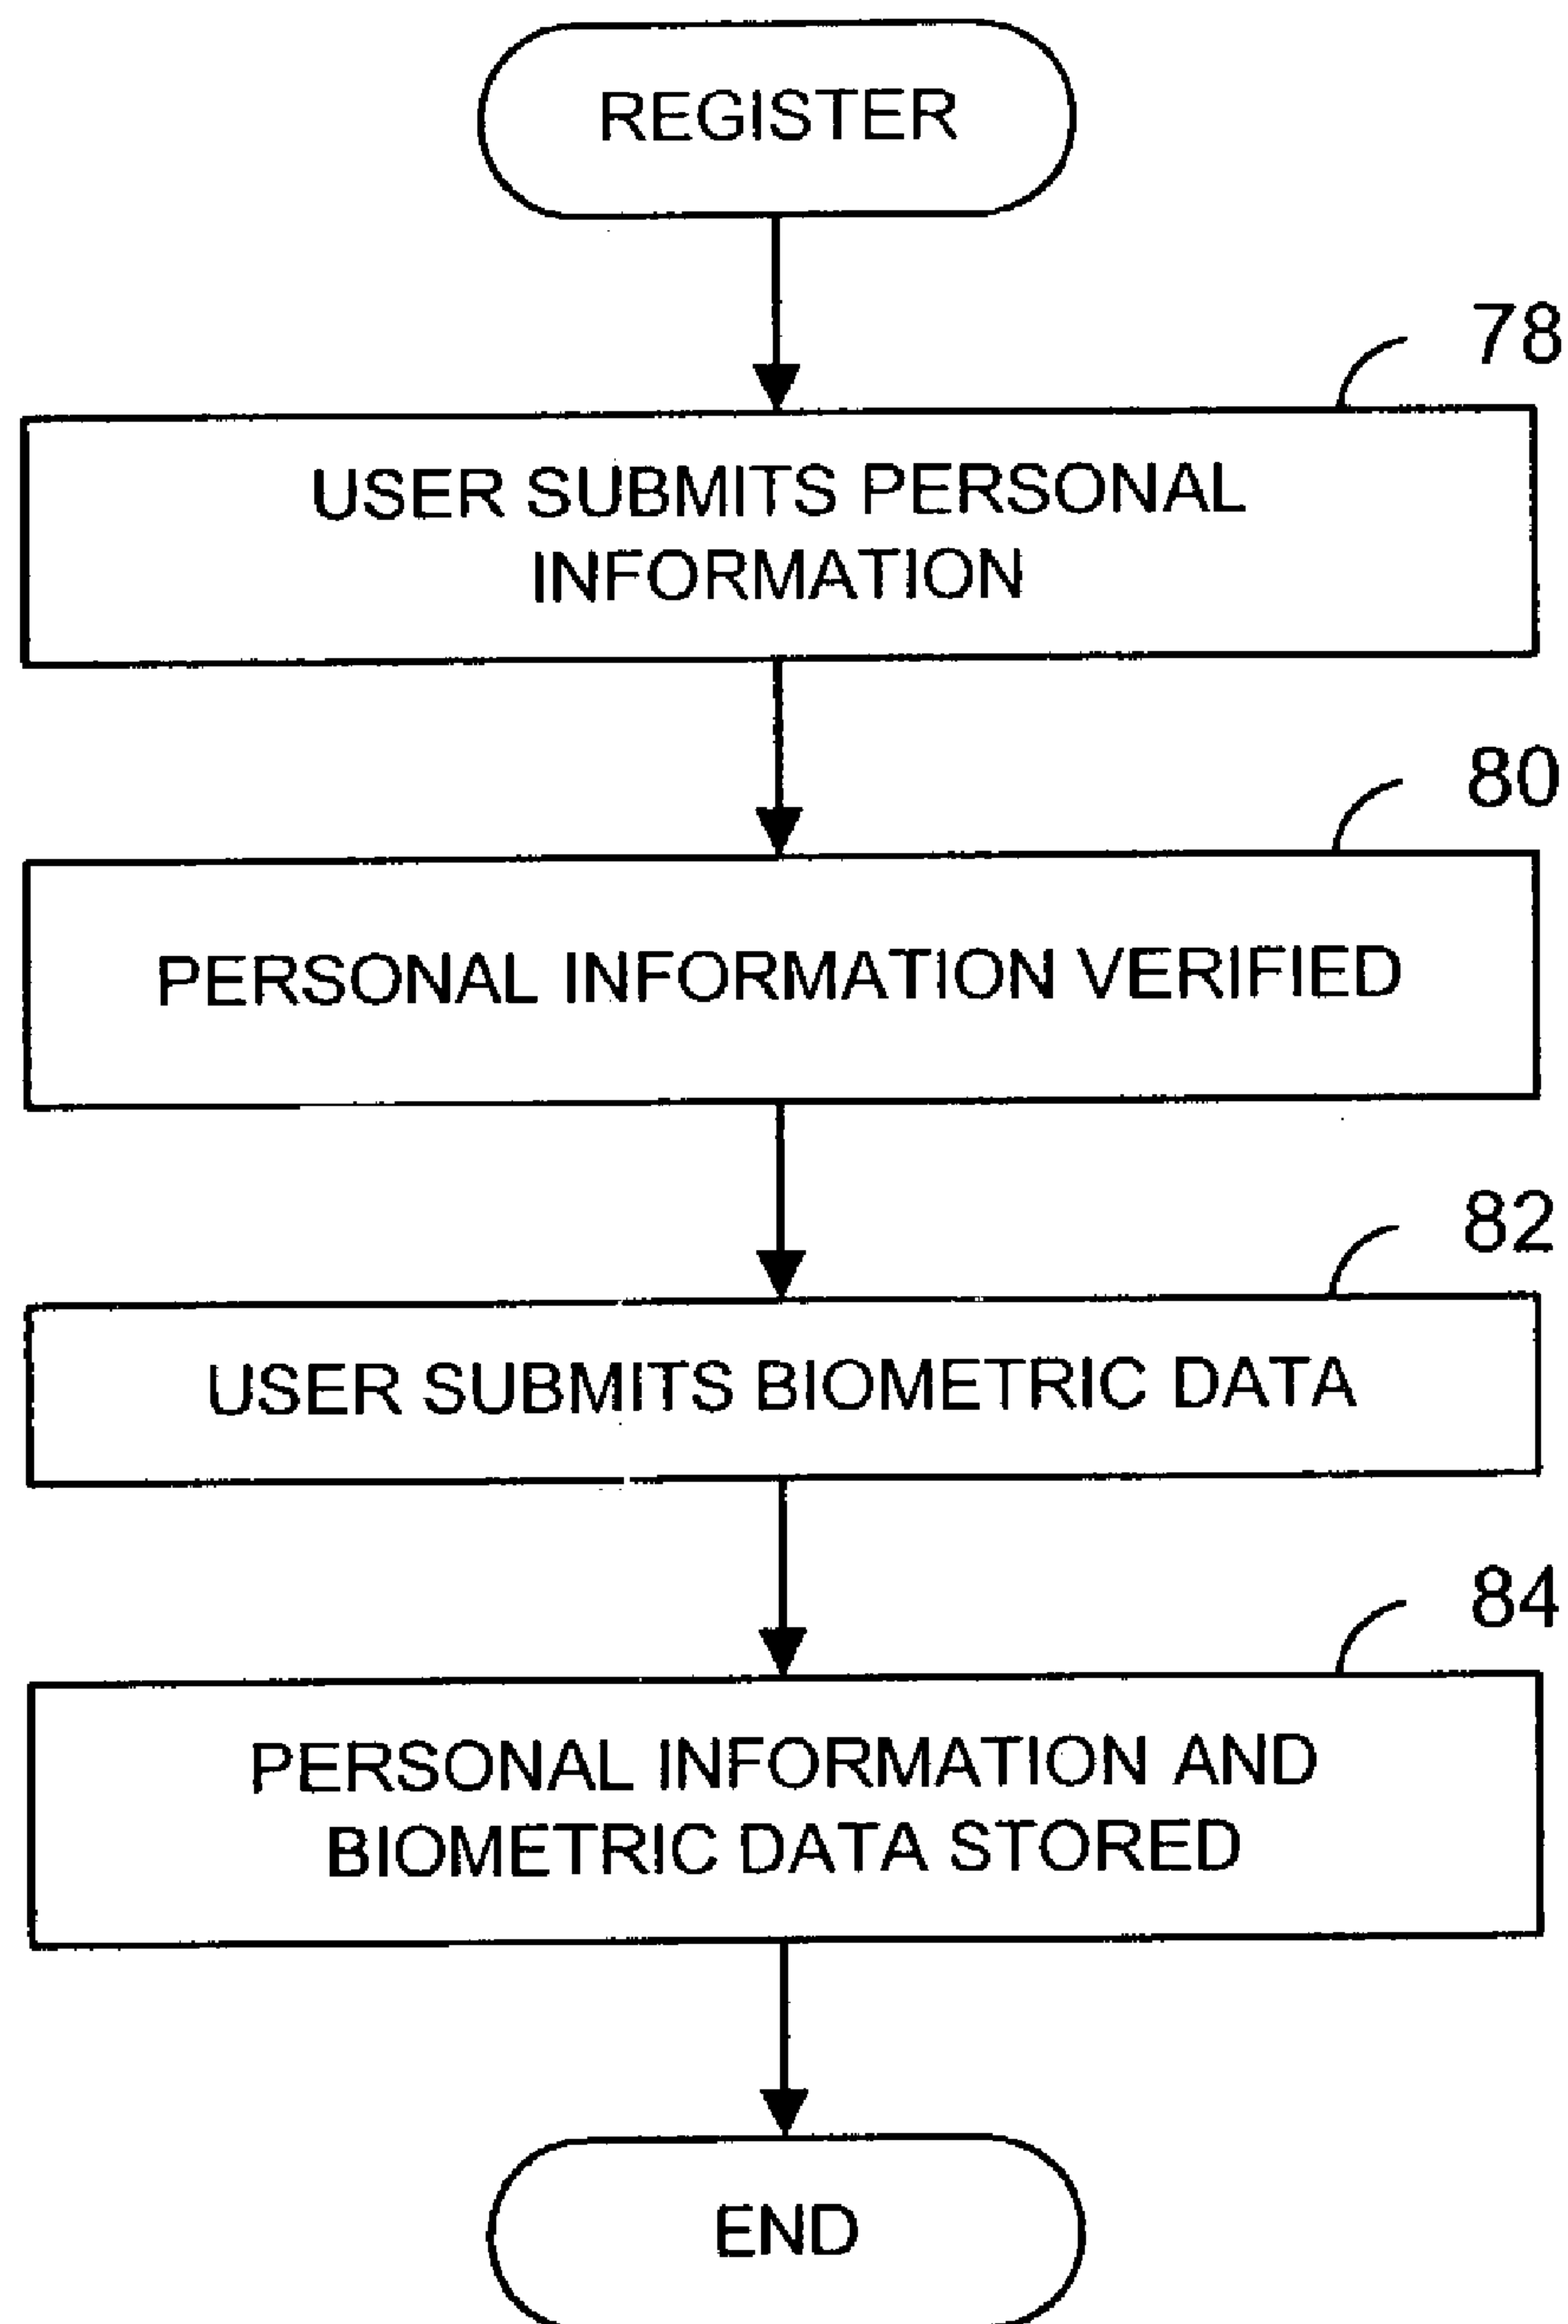 REGISTER
78
USER SUBMITS PERSONAL
INFORMATION
80
PERSONAL INFORMATION VERIFIED
82
USER SUBMITS BIOMETRIC DATA
84
PERSONAL INFORMATION AND
BIOMETRIC DATA STORED
END